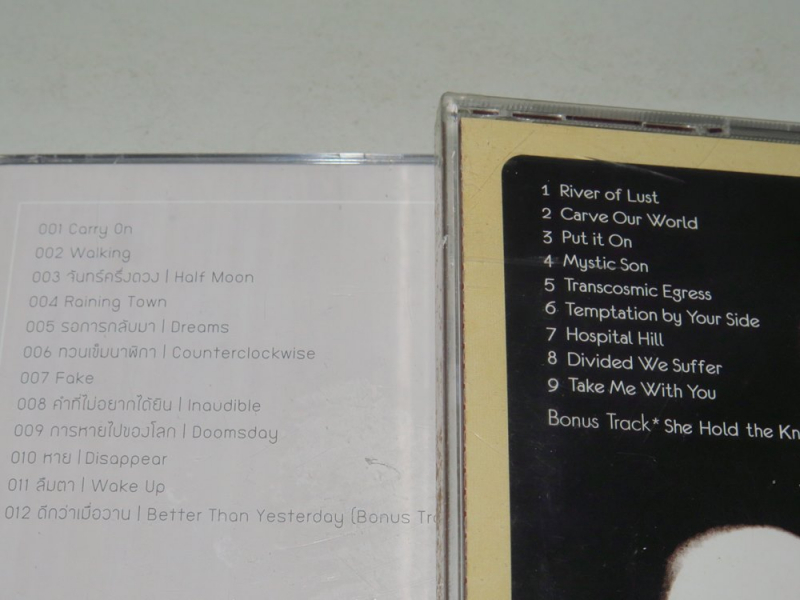 001 Carry On
002 Walking
003 จันทร์ครึ่งดวง | Half Moon
004 Raining Town
005 รอการกลับมา | Dreams
006 ทวนเข็มนาฬิกา | Counterclockwise
007 Fake
008 คำที่ไม่อยากได้ยิน | Inaudible
009 การหายไปของโลก | Doomsday
010 หาย | Disappear
011 ลืมตา | Wake Up
012 ดีกว่าเมื่อวาน | Better Than Yesterday (Bonus
1 River of Lust
2 Carve Our World
3 Put it On
4 Mystic Son
5 Transcosmic Egress
6 Temptation by Your Side
7 Hospital Hill
8 Divided We Suffer
9 Take Me With You
Bonus Track* She Hold the